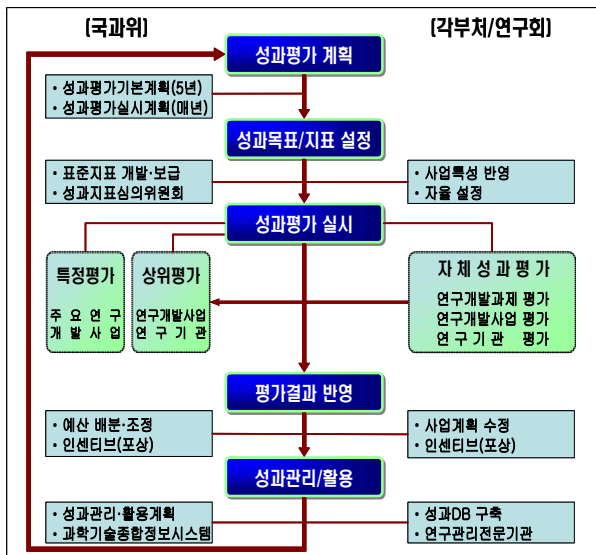 (국과위)
(각부처/연구회)
성과평가 계획
• 성과평가기본계획(5년)
• 성과평가실시계획(매년)
성과목표/지표 설정
• 표준지표 개발·보급
• 성과지표심의위원회
• 사업특성 반영
• 자율 설정
성과평가 실시
특정평가
주 요 연 구
개 발 사 업
상위평가
연구개발사업
연 구 기 관
자 체 성 과 평 가
연구개발과제 평가
연구개발사업 평가
연 구 기 관 평가
평가결과 반영
• 예산 배분·조정
• 인센티브(포상)
• 사업계획 수정
• 인센티브(포상)
성과관리/활용
• 성과관리·활용계획
• 과학기술종합정보시스템
• 성과DB 구축
• 연구관리전문기관